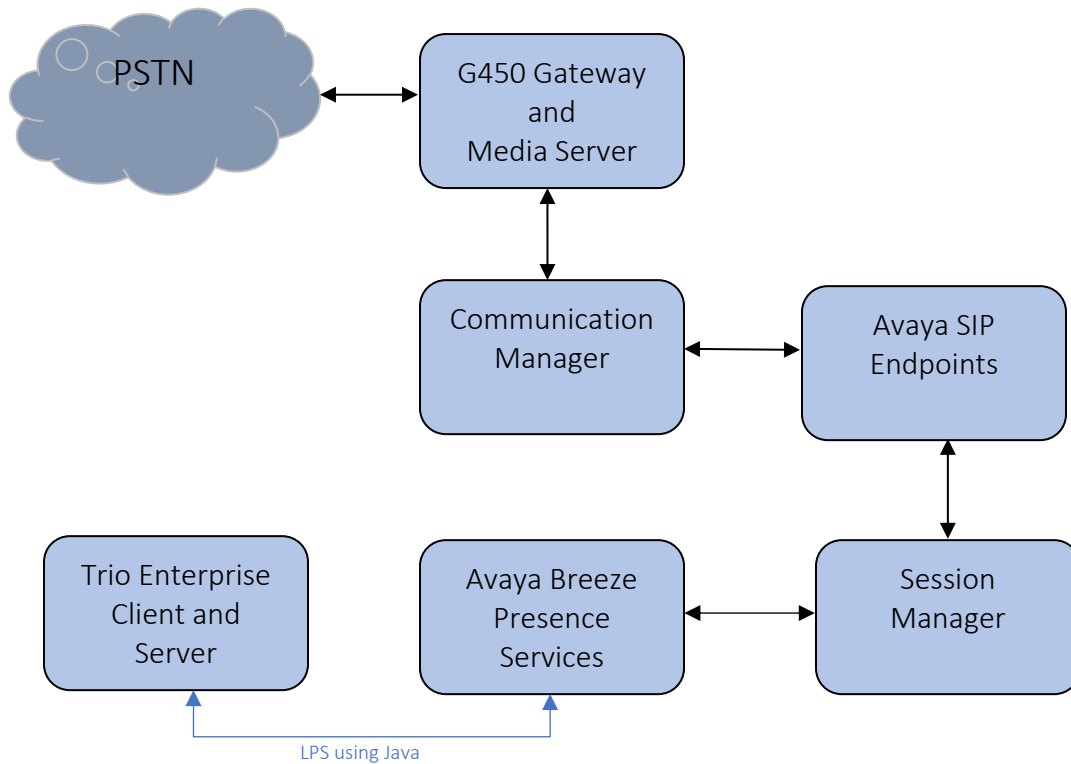 PSTN
G450 Gateway
and
Media Server
Communication
Manager
Avaya SIP
Endpoints
Trio Enterprise
Client and
Server
Avaya Breeze
Presence
Services
Session
Manager
LPS using Java